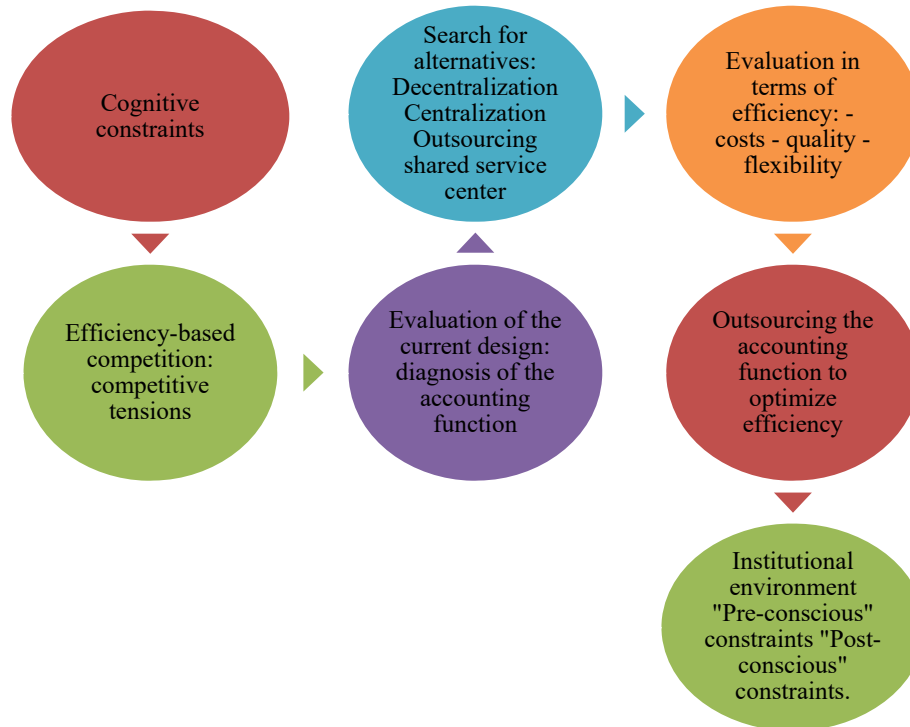 Cognitive
constraints
Efficiency-based
competition:
competitive
tensions
Evaluation of the
current design:
diagnosis of the
accounting
function
Search for
alternatives:
Decentralization
Centralization
Outsourcing
shared service
center
Evaluation in
terms of
efficiency: -
costs - quality -
flexibility
Outsourcing the
accounting
function to
optimize
efficiency
Institutional
environment
"Pre-conscious"
constraints "Post-
conscious"
constraints.